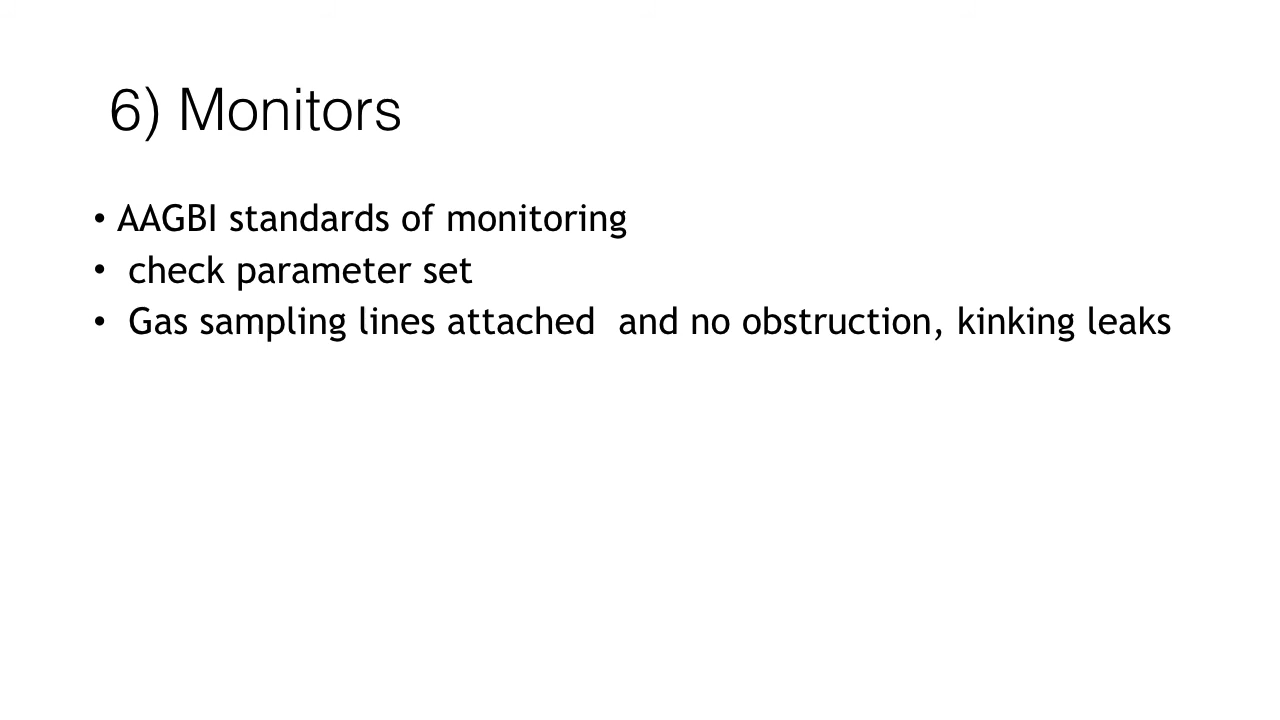 6) Monitors
• AAGBI standards of monitoring
• check parameter set
• Gas sampling lines attached  and no obstruction, kinking leaks